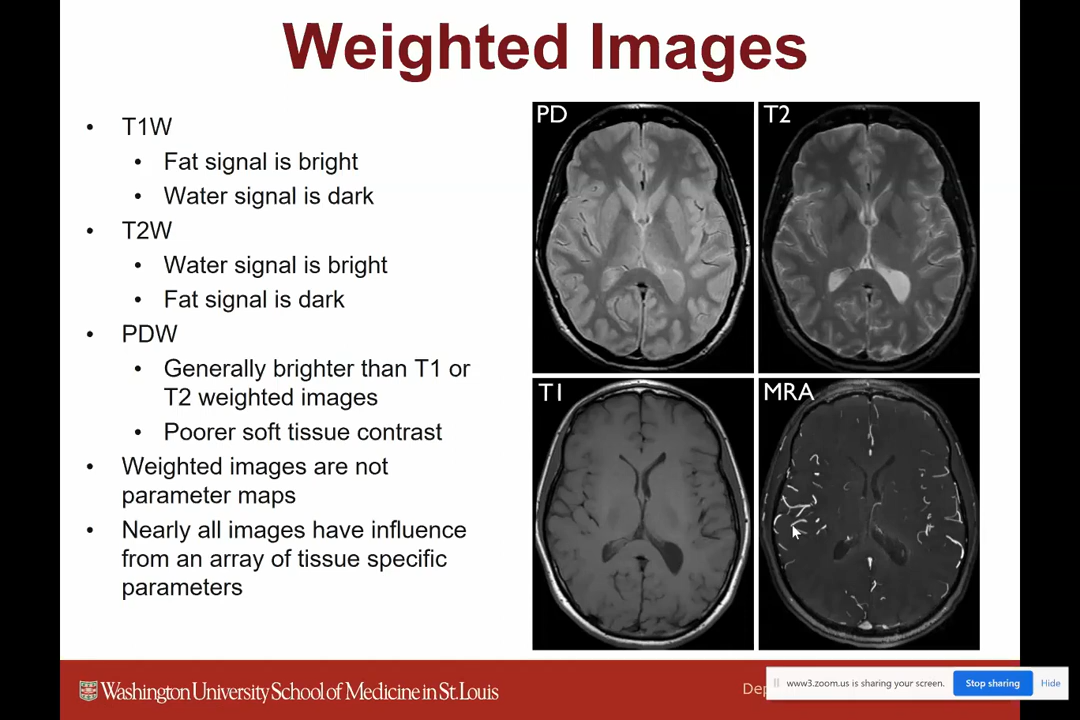 Weighted Images
• T1W
• Fat signal is bright
• Water signal is dark
• T2W
• Water signal is bright
• Fat signal is dark
• PDW
• Generally brighter than T1 or
T2 weighted images
• Poorer soft tissue contrast
• Weighted images are not
parameter maps
• Nearly all images have influence
from an array of tissue specific
parameters
PD
T2
T1
MRA
Washington University School of Medicine in St. Louis
www3.zoom.us is sharing your screen.
Stop sharing
Hide